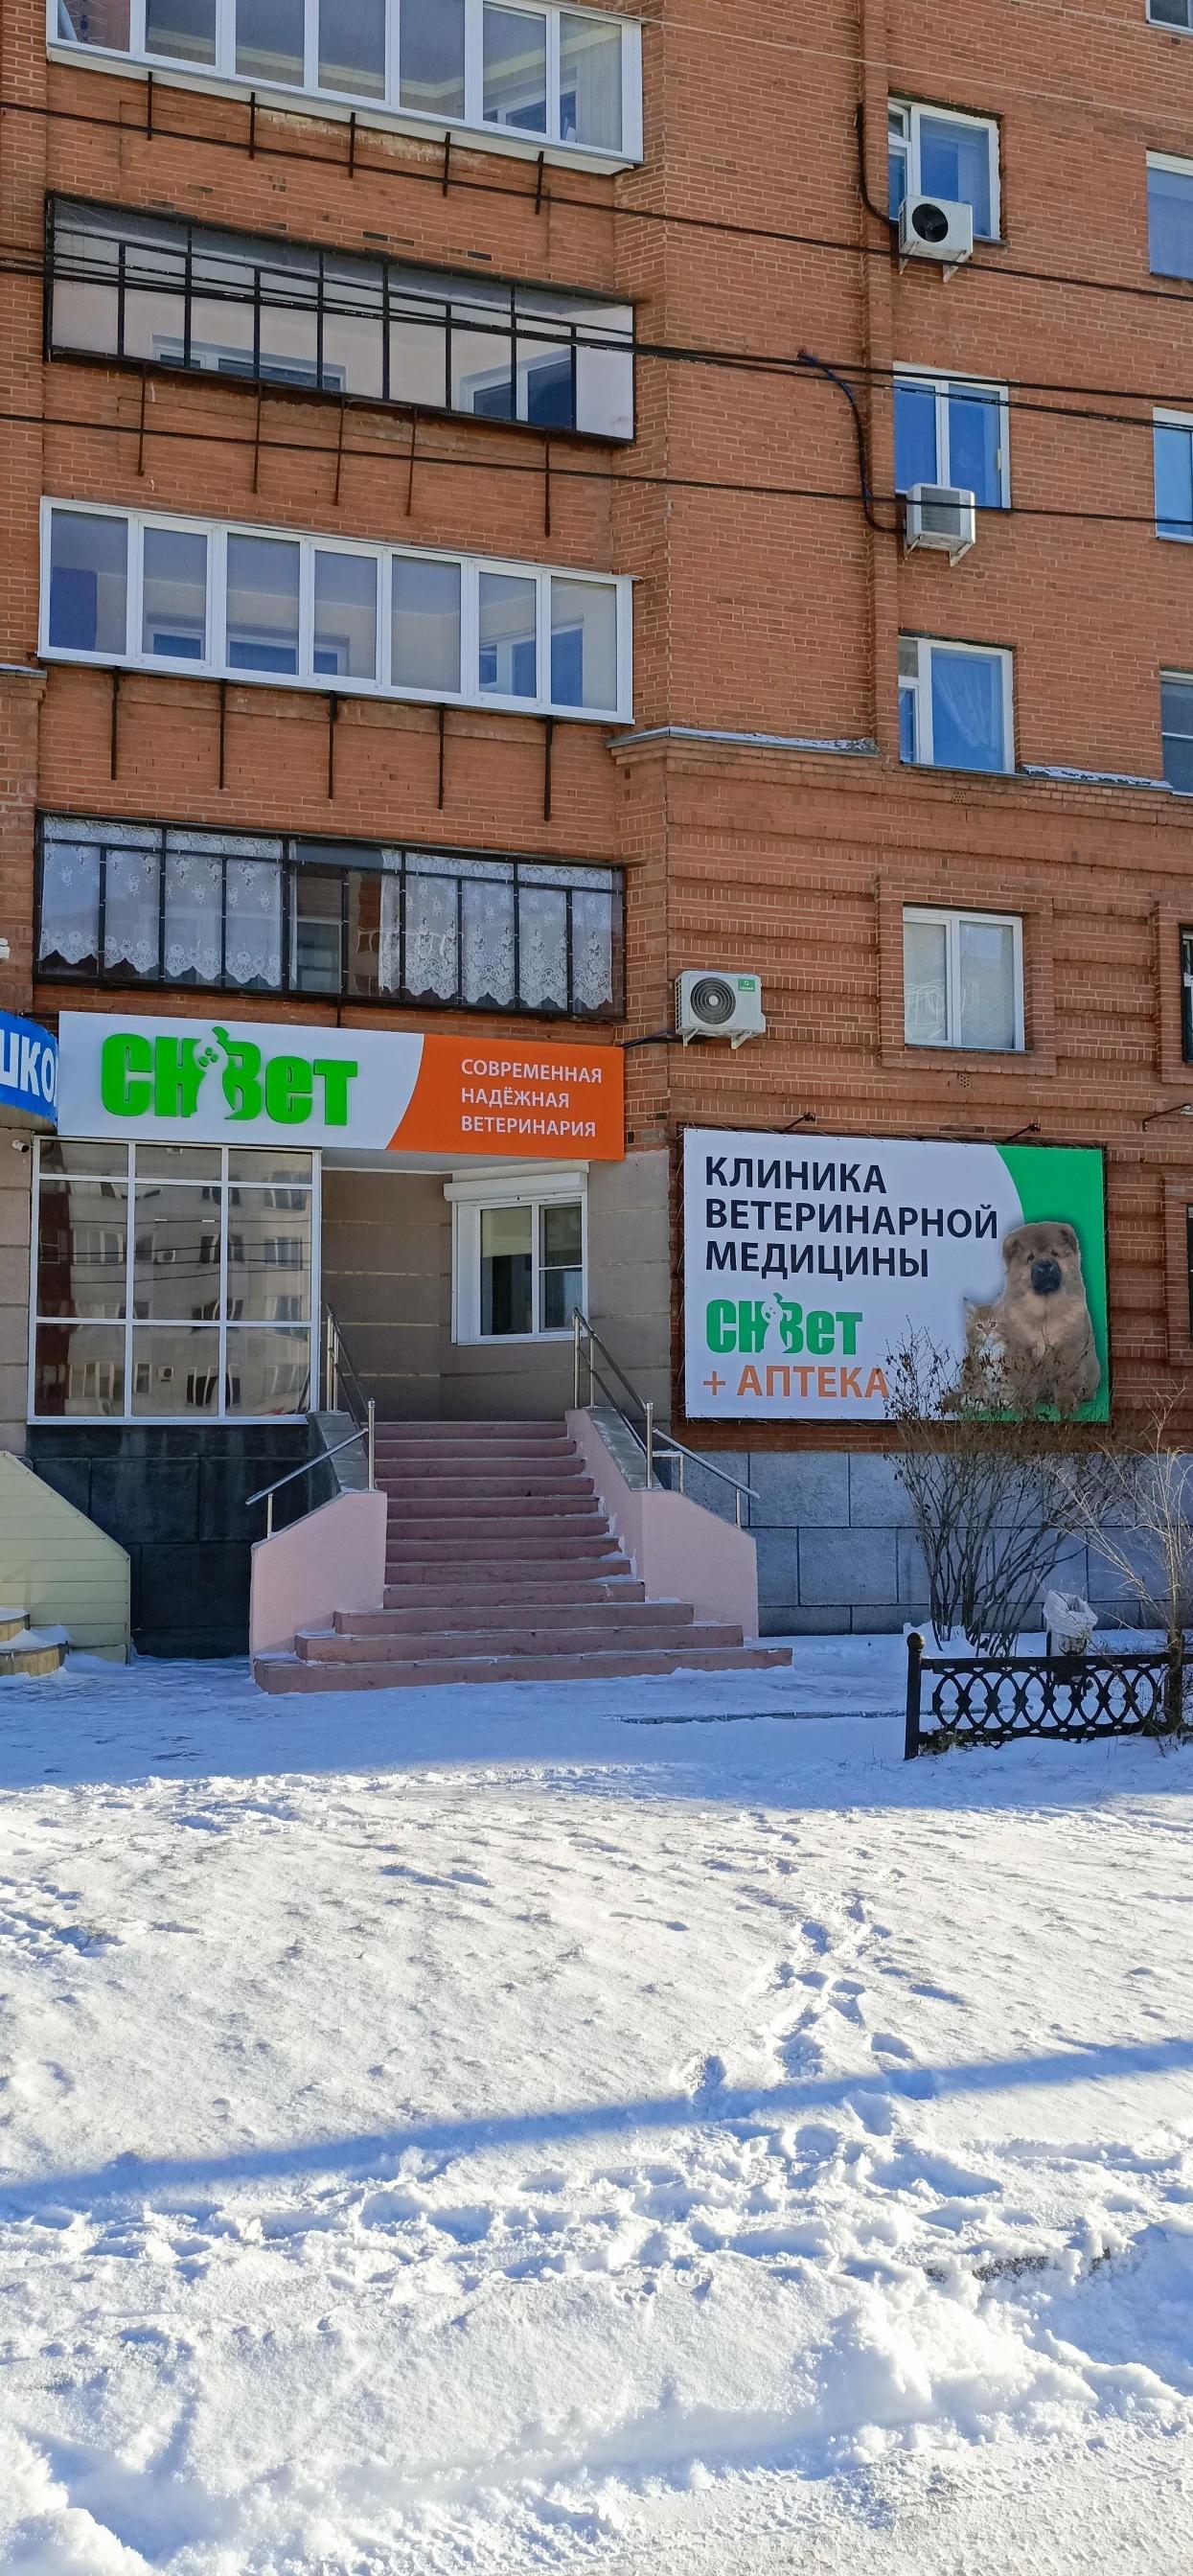 СНВет
СОВРЕМЕННАЯ
НАДЁЖНАЯ
ВЕТЕРИНАРИЯ
КЛИНИКА
ВЕТЕРИНАРНОЙ
МЕДИЦИНЫ
СНВет
+ АПТЕКА